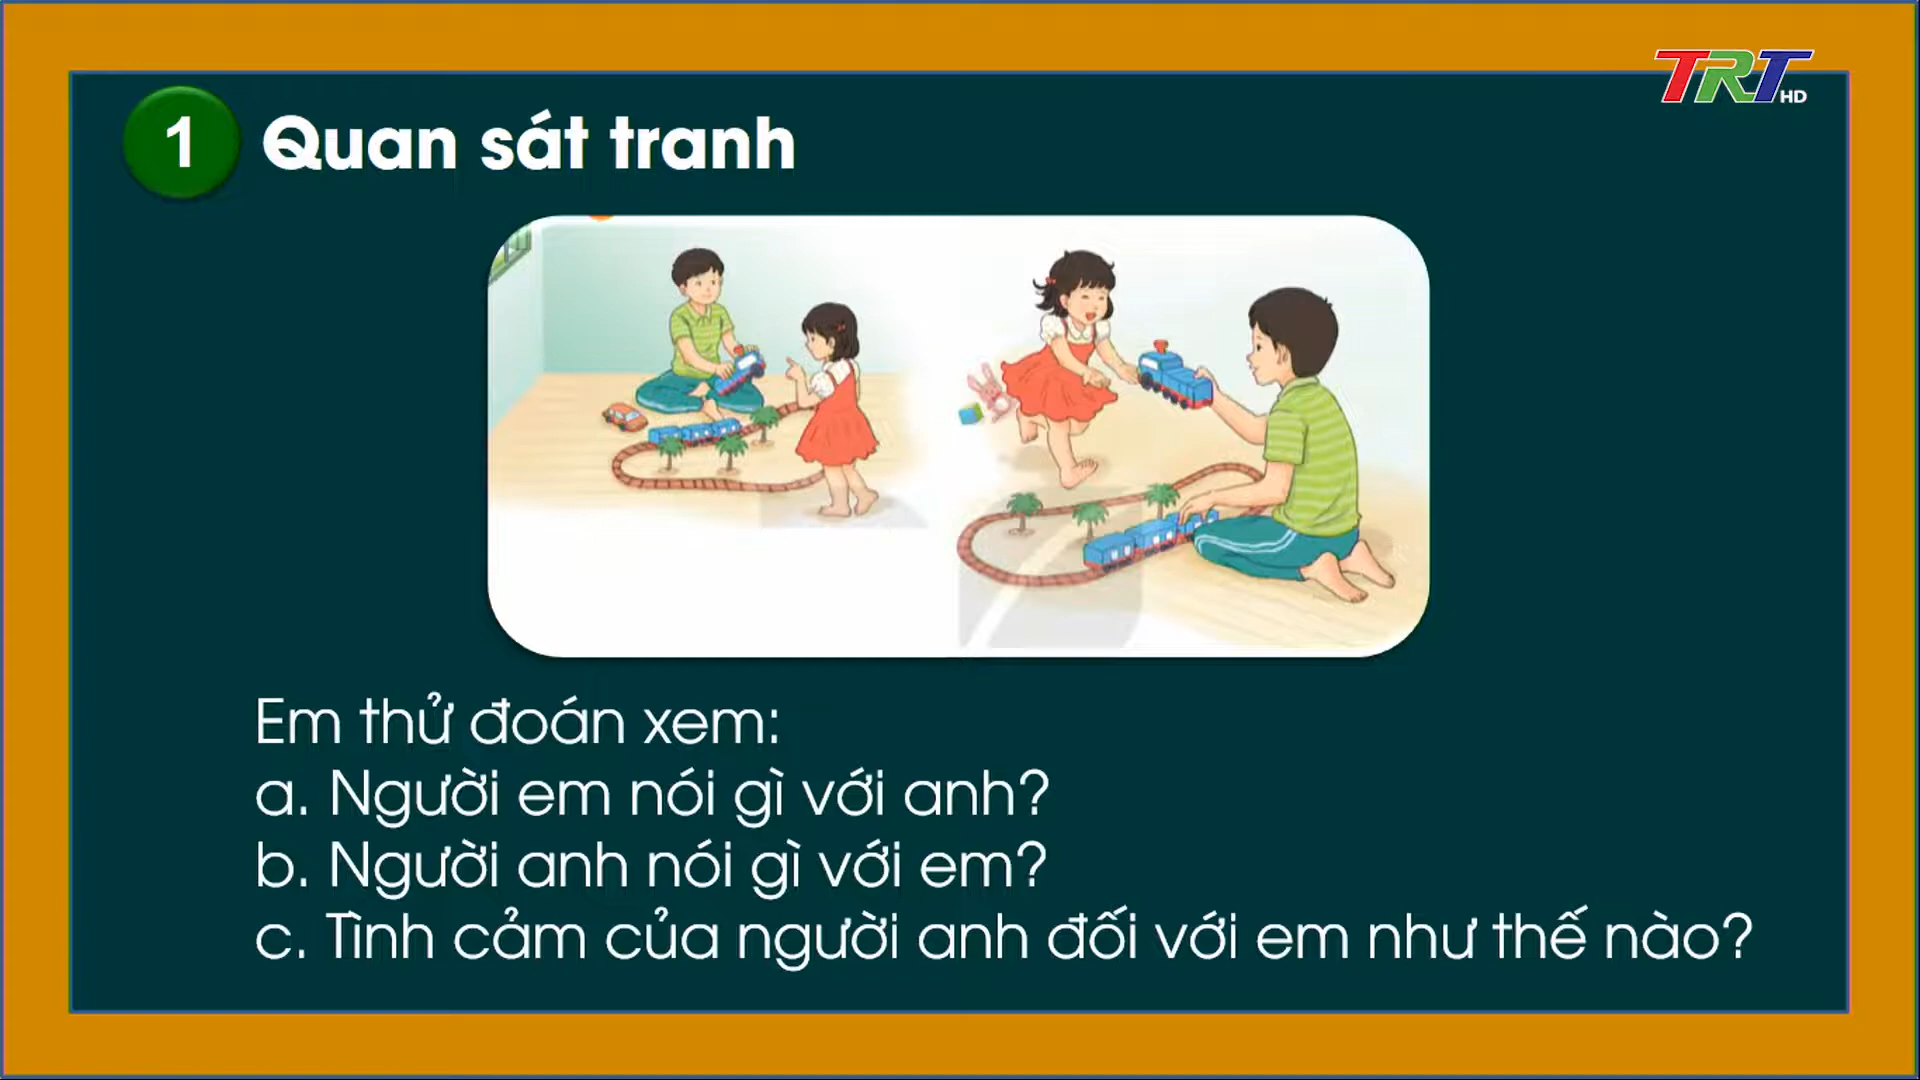 TRT HD
1 Quan sát tranh
Em thử đoán xem:
a. Người em nói gì với anh?
b. Người anh nói gì với em?
c. Tình cảm của người anh đối với em như thế nào?